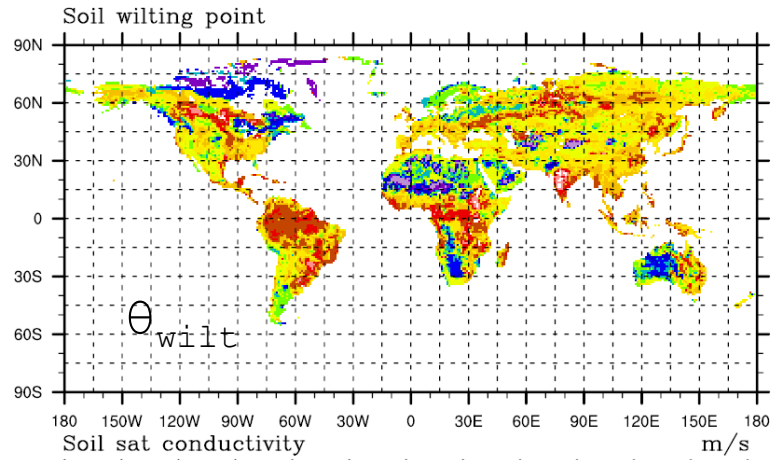 Soil wilting point
90N
60N
30N
0
30S
60S
90S
θwilt
180 150W 120W 90W 60W 30W 0 30E 60E 90E 120E 150E 180
Soil sat conductivity m/s